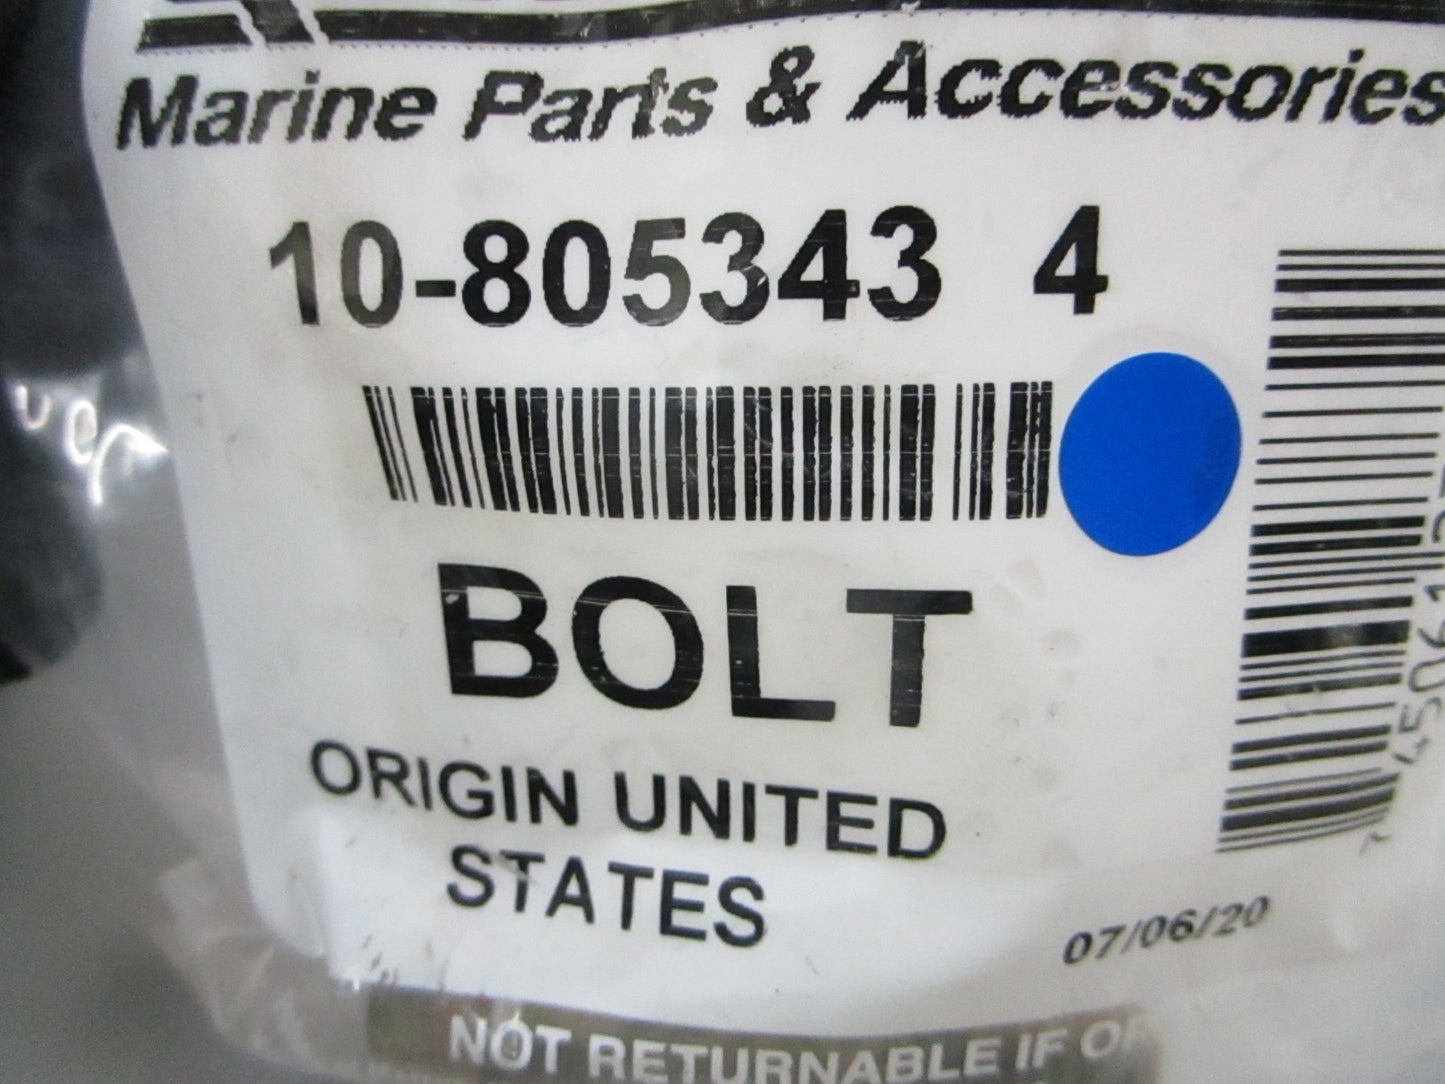 Marine Parts & Accessories
10-805343 4
BOLT
ORIGIN UNITED
STATES
07/06/20
NOT RETURNABLE IF